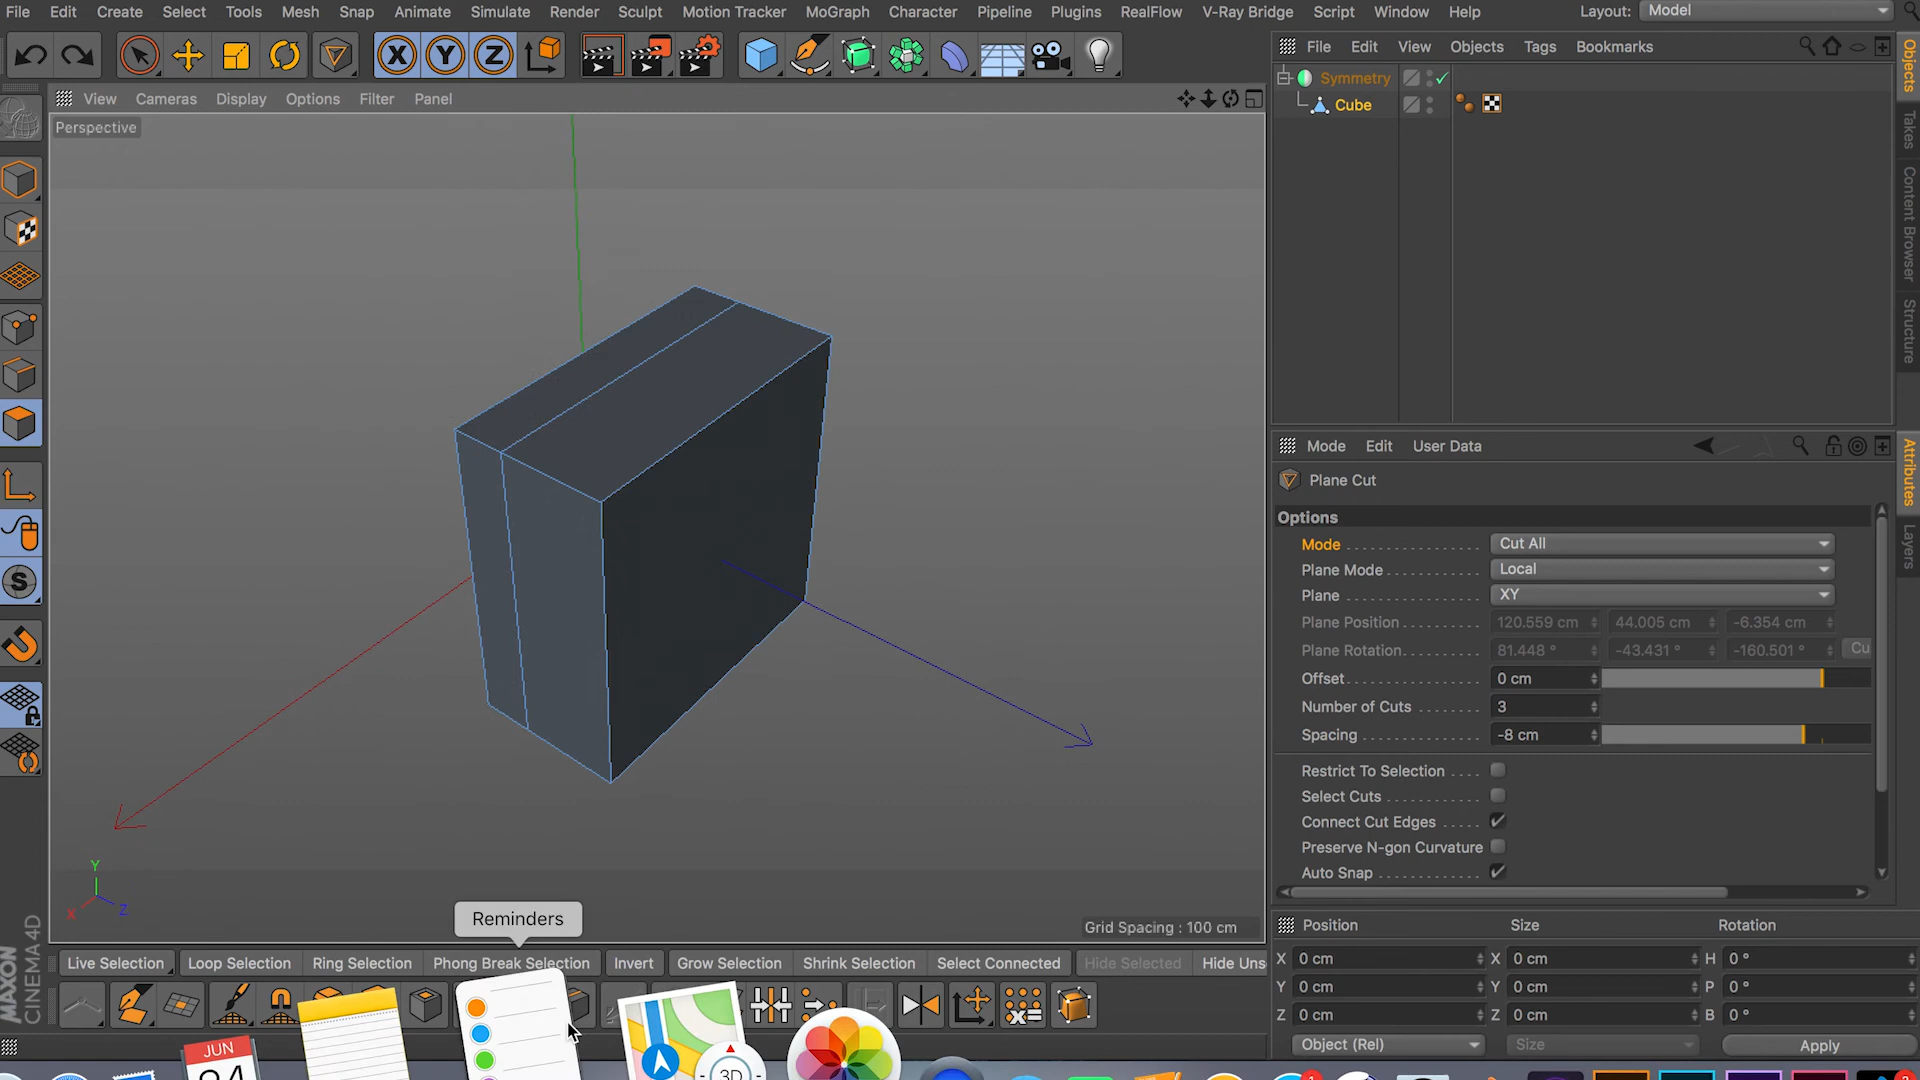 File Edit Create Select Tools Mesh Snap Animate Simulate Render Sculpt Motion Tracker MoGraph Character Pipeline Plugins RealFlow V-Ray Bridge Script Window Help Layout: Model
X Y Z
File Edit View Objects Tags Bookmarks
Objects
Takes
Content Browser
Structure
View Cameras Display Options Filter Panel
Perspective
Symmetry
Cube
Mode Edit User Data
Attributes
Layers
Plane Cut
Options
Mode Cut All
Plane Mode Local
Plane XY
Plane Position 120.559 cm 44.005 cm -6.354 cm
Plane Rotation 81.448 ° -43.431 ° -160.501 ° Cu
Offset 0 cm
Number of Cuts 3
Spacing -8 cm
Restrict To Selection
Select Cuts
Connect Cut Edges
Preserve N-gon Curvature
Auto Snap
S
Y
X Z
Reminders
Grid Spacing : 100 cm
Live Selection Loop Selection Ring Selection Phong Break Selection Invert Grow Selection Shrink Selection Select Connected Hide Selected Hide Uns
Position Size Rotation
X 0 cm X 0 cm H 0 °
Y 0 cm Y 0 cm P 0 °
Z 0 cm Z 0 cm B 0 °
Object (Rel) Size Apply
MAXON
CINEMA 4D
JUN
24
3D